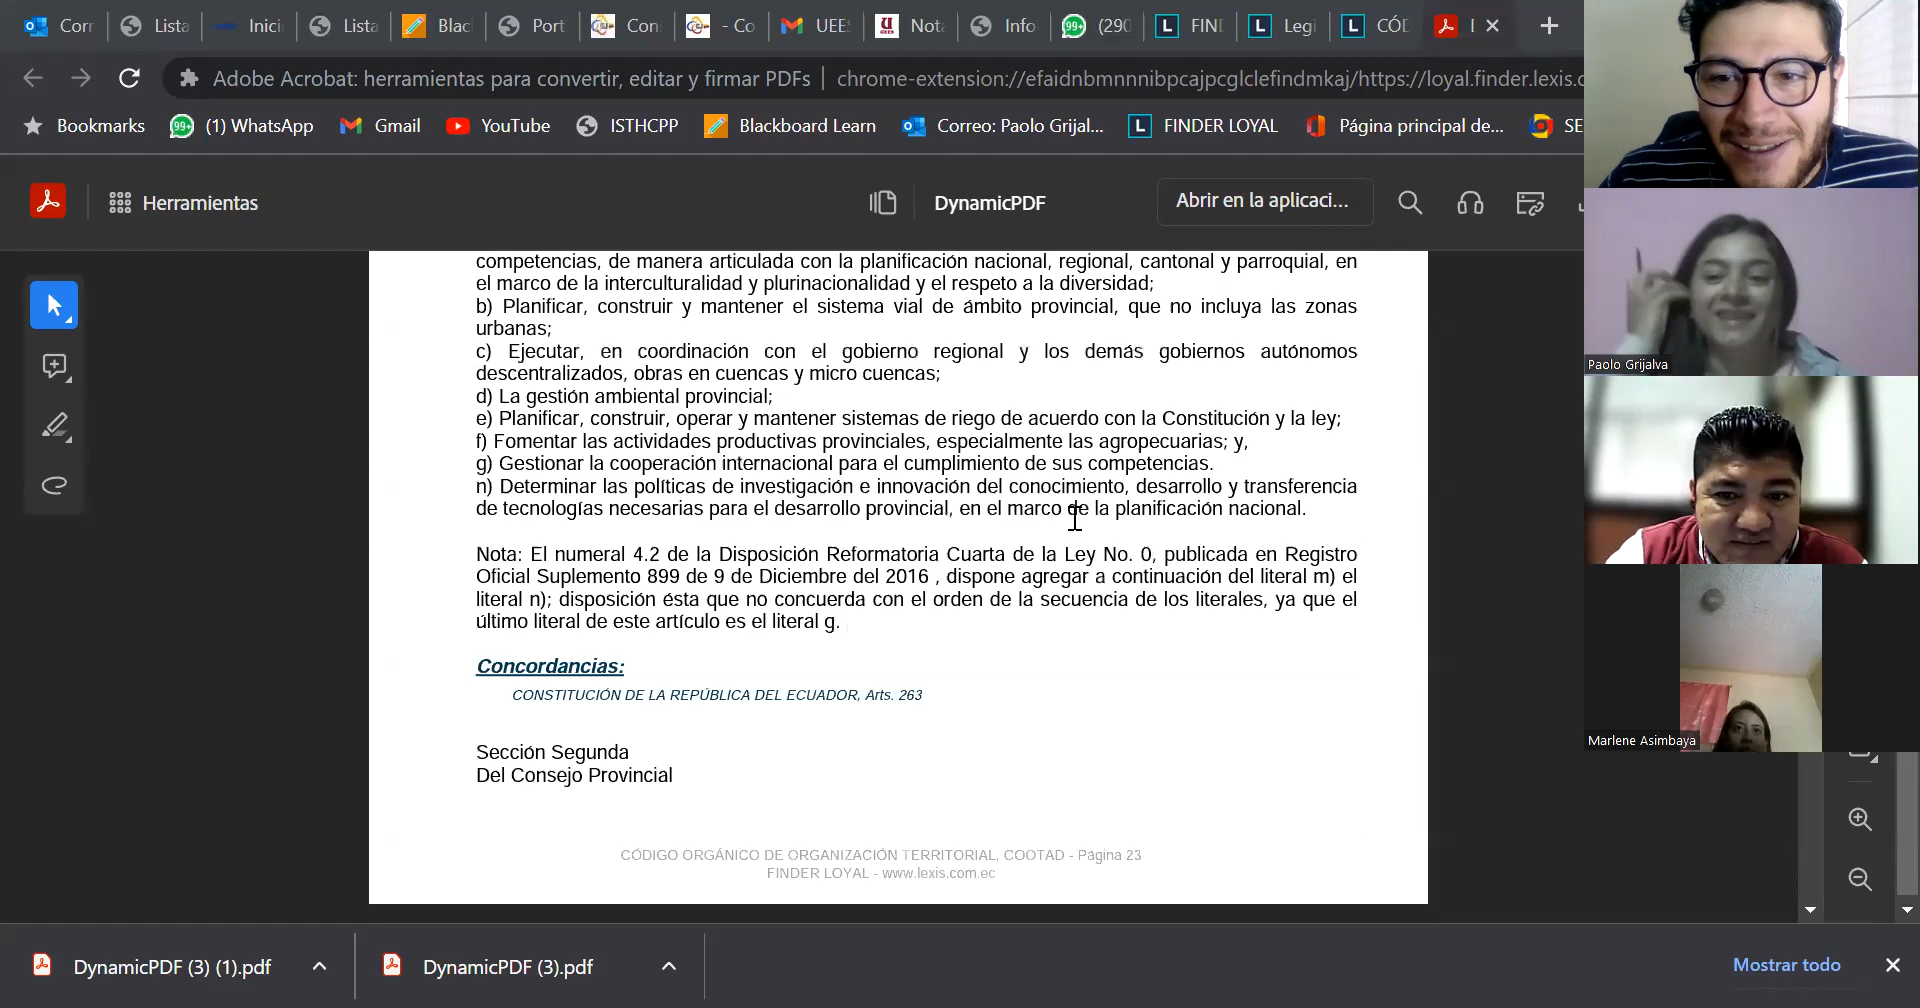 Corr
Lista
Inici
Lista
Blac
Port
Con
- Co
UEES
Nota
Info
(290
FIND
Legi
CÓD
Adobe Acrobat: herramientas para convertir, editar y firmar PDFs
chrome-extension://efaidnbmnnnibpcajpcglclefindmkaj/https://loyal.finder.lexis.c
Bookmarks
99+
(1) WhatsApp
Gmail
YouTube
ISTHCPP
Blackboard Learn
Correo: Paolo Grijal...
FINDER LOYAL
Página principal de...
SE
Herramientas
DynamicPDF
Abrir en la aplicaci...
competencias, de manera articulada con la planificación nacional, regional, cantonal y parroquial, en
el marco de la interculturalidad y plurinacionalidad y el respeto a la diversidad;
b) Planificar, construir y mantener el sistema vial de ámbito provincial, que no incluya las zonas
urbanas;
c) Ejecutar, en coordinación con el gobierno regional y los demás gobiernos autónomos
descentralizados, obras en cuencas y micro cuencas;
d) La gestión ambiental provincial;
e) Planificar, construir, operar y mantener sistemas de riego de acuerdo con la Constitución y la ley;
f) Fomentar las actividades productivas provinciales, especialmente las agropecuarias; y,
g) Gestionar la cooperación internacional para el cumplimiento de sus competencias.
n) Determinar las políticas de investigación e innovación del conocimiento, desarrollo y transferencia
de tecnologías necesarias para el desarrollo provincial, en el marco de la planificación nacional.
Nota: El numeral 4.2 de la Disposición Reformatoria Cuarta de la Ley No. 0, publicada en Registro
Oficial Suplemento 899 de 9 de Diciembre del 2016 , dispone agregar a continuación del literal m) el
literal n); disposición ésta que no concuerda con el orden de la secuencia de los literales, ya que el
último literal de este artículo es el literal g.
Concordancias:
CONSTITUCIÓN DE LA REPÚBLICA DEL ECUADOR, Arts. 263
Sección Segunda
Del Consejo Provincial
CÓDIGO ORGÁNICO DE ORGANIZACIÓN TERRITORIAL, COOTAD - Página 23
FINDER LOYAL - www.lexis.com.ec
Paolo Grijalva
Marlene Asimbaya
DynamicPDF (3) (1).pdf
DynamicPDF (3).pdf
Mostrar todo